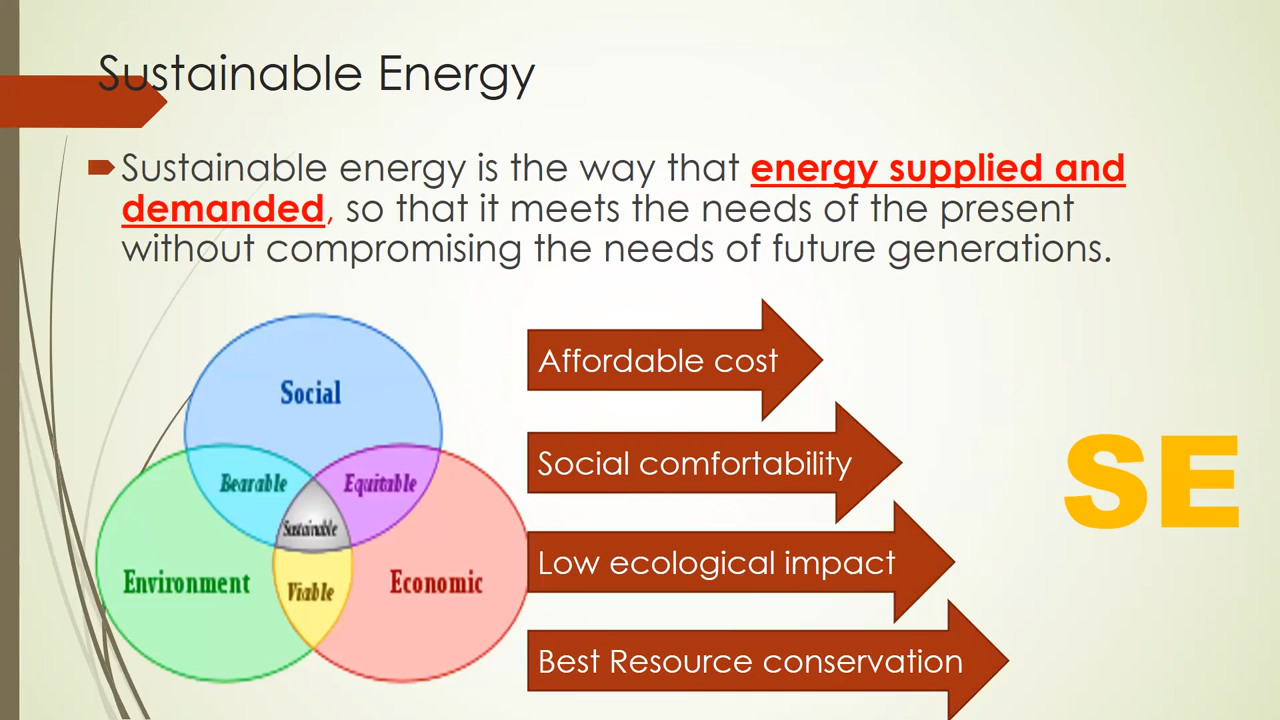 Sustainable Energy
Sustainable energy is the way that energy supplied and
demanded, so that it meets the needs of the present
without compromising the needs of future generations.
Social
Bearable
Equitable
Sustainable
Environment
Viable
Economic
Affordable cost
Social comfortability
Low ecological impact
Best Resource conservation
SE